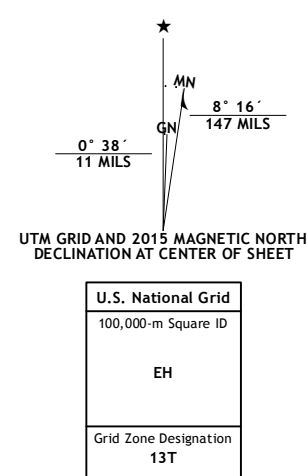 ★
MN
GN
8° 16´
147 MILS
0° 38´
11 MILS
UTM GRID AND 2015 MAGNETIC NORTH
DECLINATION AT CENTER OF SHEET
U.S. National Grid
100,000-m Square ID
EH
Grid Zone Designation
13T